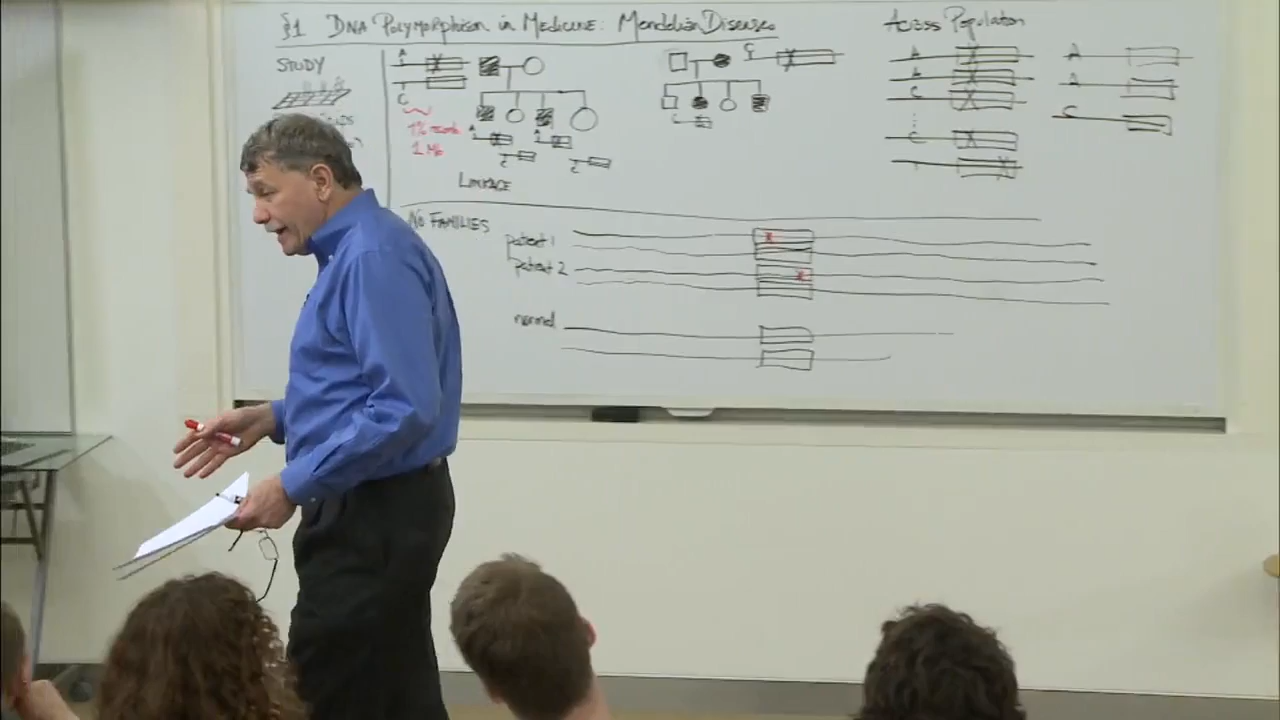 §1 DNA POLYMORPHISM IN MEDICINE: MENDELIAN DISEASES
STUDY
A
C
1%
1 Mb
C
LINKAGE
ACROSS POPULATION
A
A
C
⋮
C
T
A
A
C
NO FAMILIES
patient 1
patient 2
normal